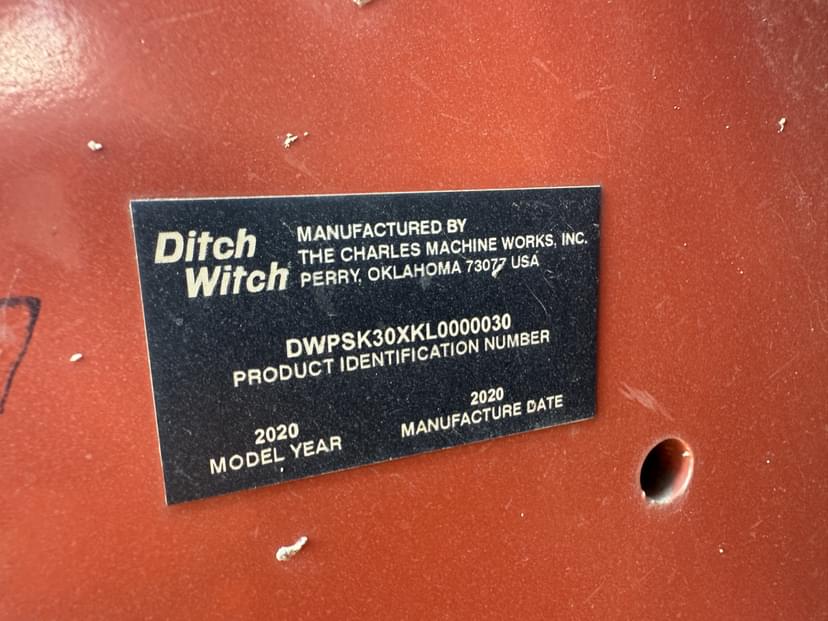 Ditch
Witch
MANUFACTURED BY
THE CHARLES MACHINE WORKS, INC.
PERRY, OKLAHOMA 73077 USA
DWPSK30XKL0000030
PRODUCT IDENTIFICATION NUMBER
2020
MODEL YEAR
2020
MANUFACTURE DATE